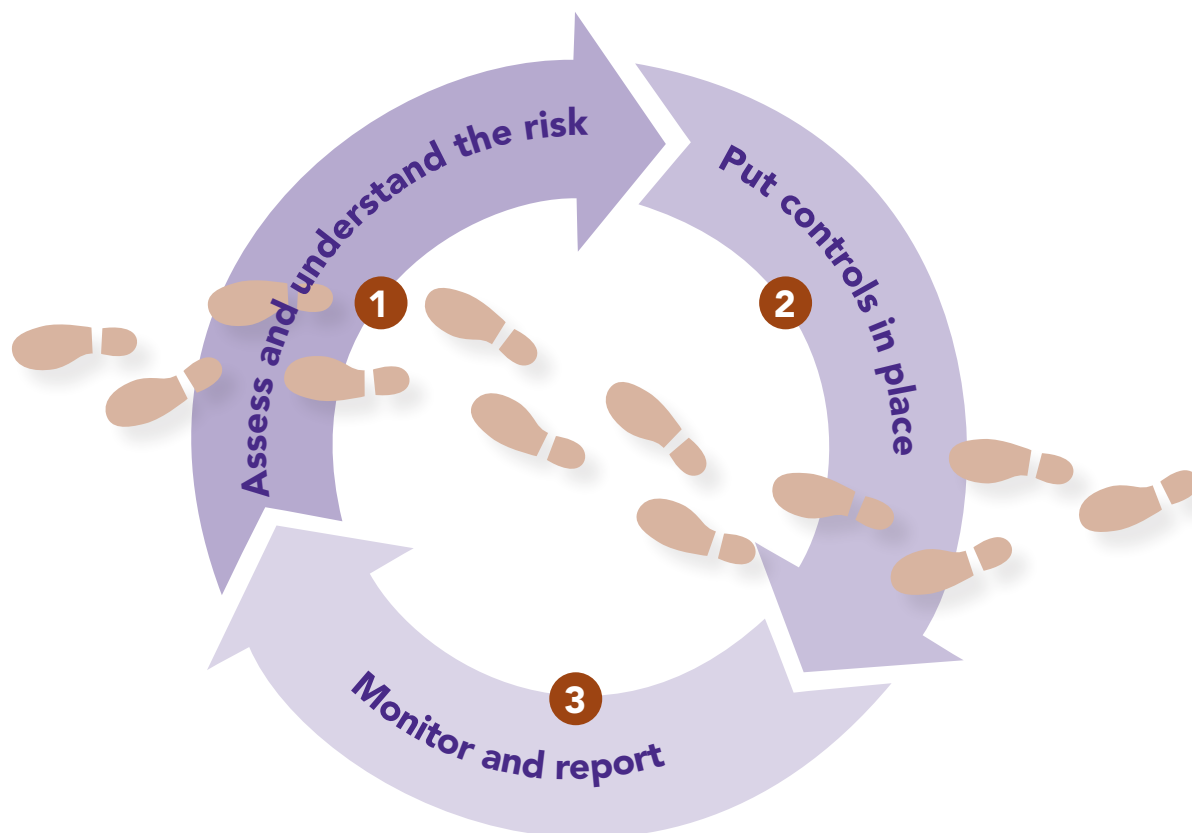 Assess and understand the risk
1
Put controls in place
2
Monitor and report
3